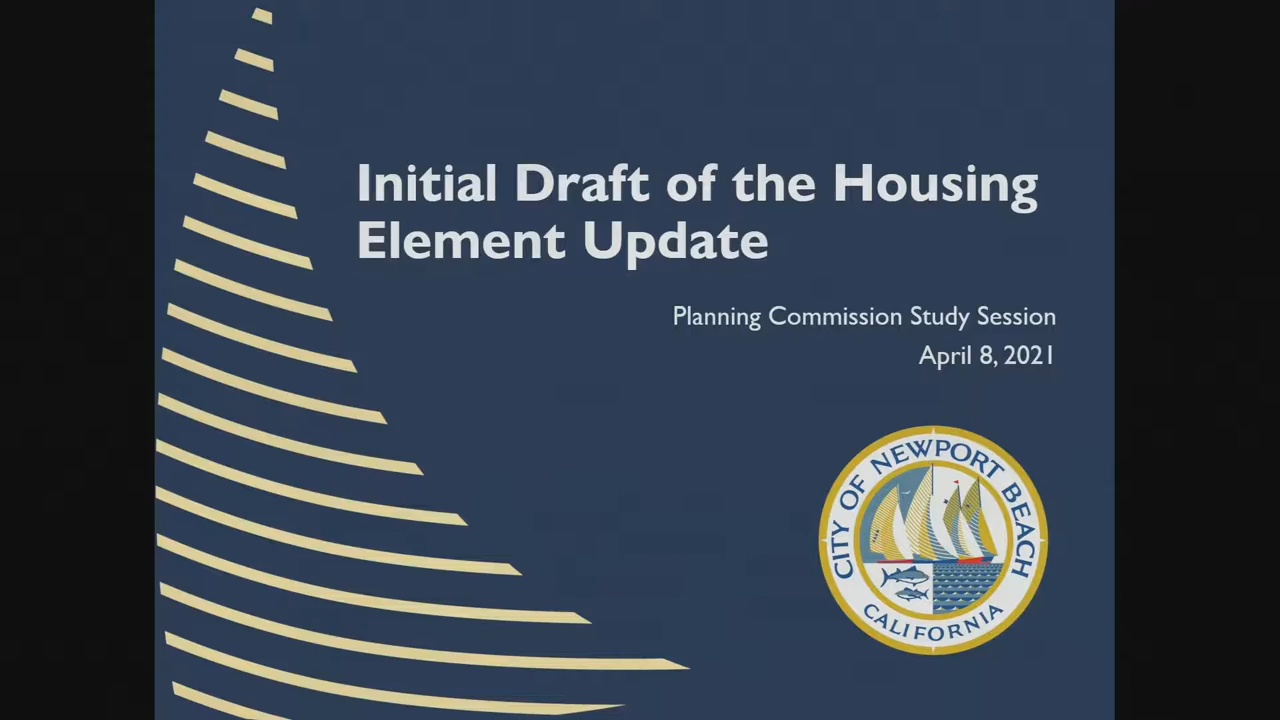 Initial Draft of the Housing
Element Update
Planning Commission Study Session
April 8, 2021
CITY OF NEWPORT BEACH
CALIFORNIA